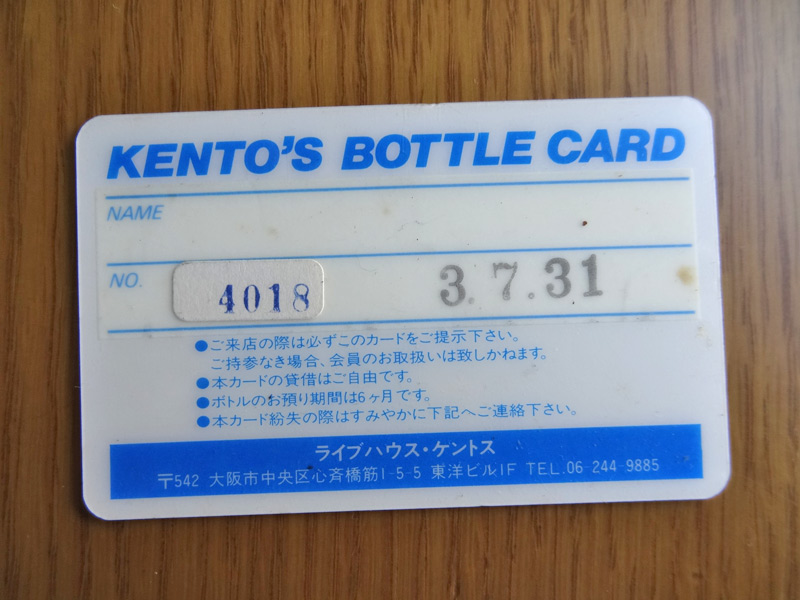 KENTO'S BOTTLE CARD
NAME
NO. 4018 3.7.31
●ご来店の際は必ずこのカードをご提示下さい。
ご持参なき場合、会員のお取扱いは致しかねます。
●本カードの貸借はご自由です。
●ボトルのお預り期間は6ヶ月です。
●本カード紛失の際はすみやかに下記へご連絡下さい。
ライブハウス・ケントス
〒542 大阪市中央区心斉橋筋1-5-5 東洋ビル1F TEL.06-244-9885